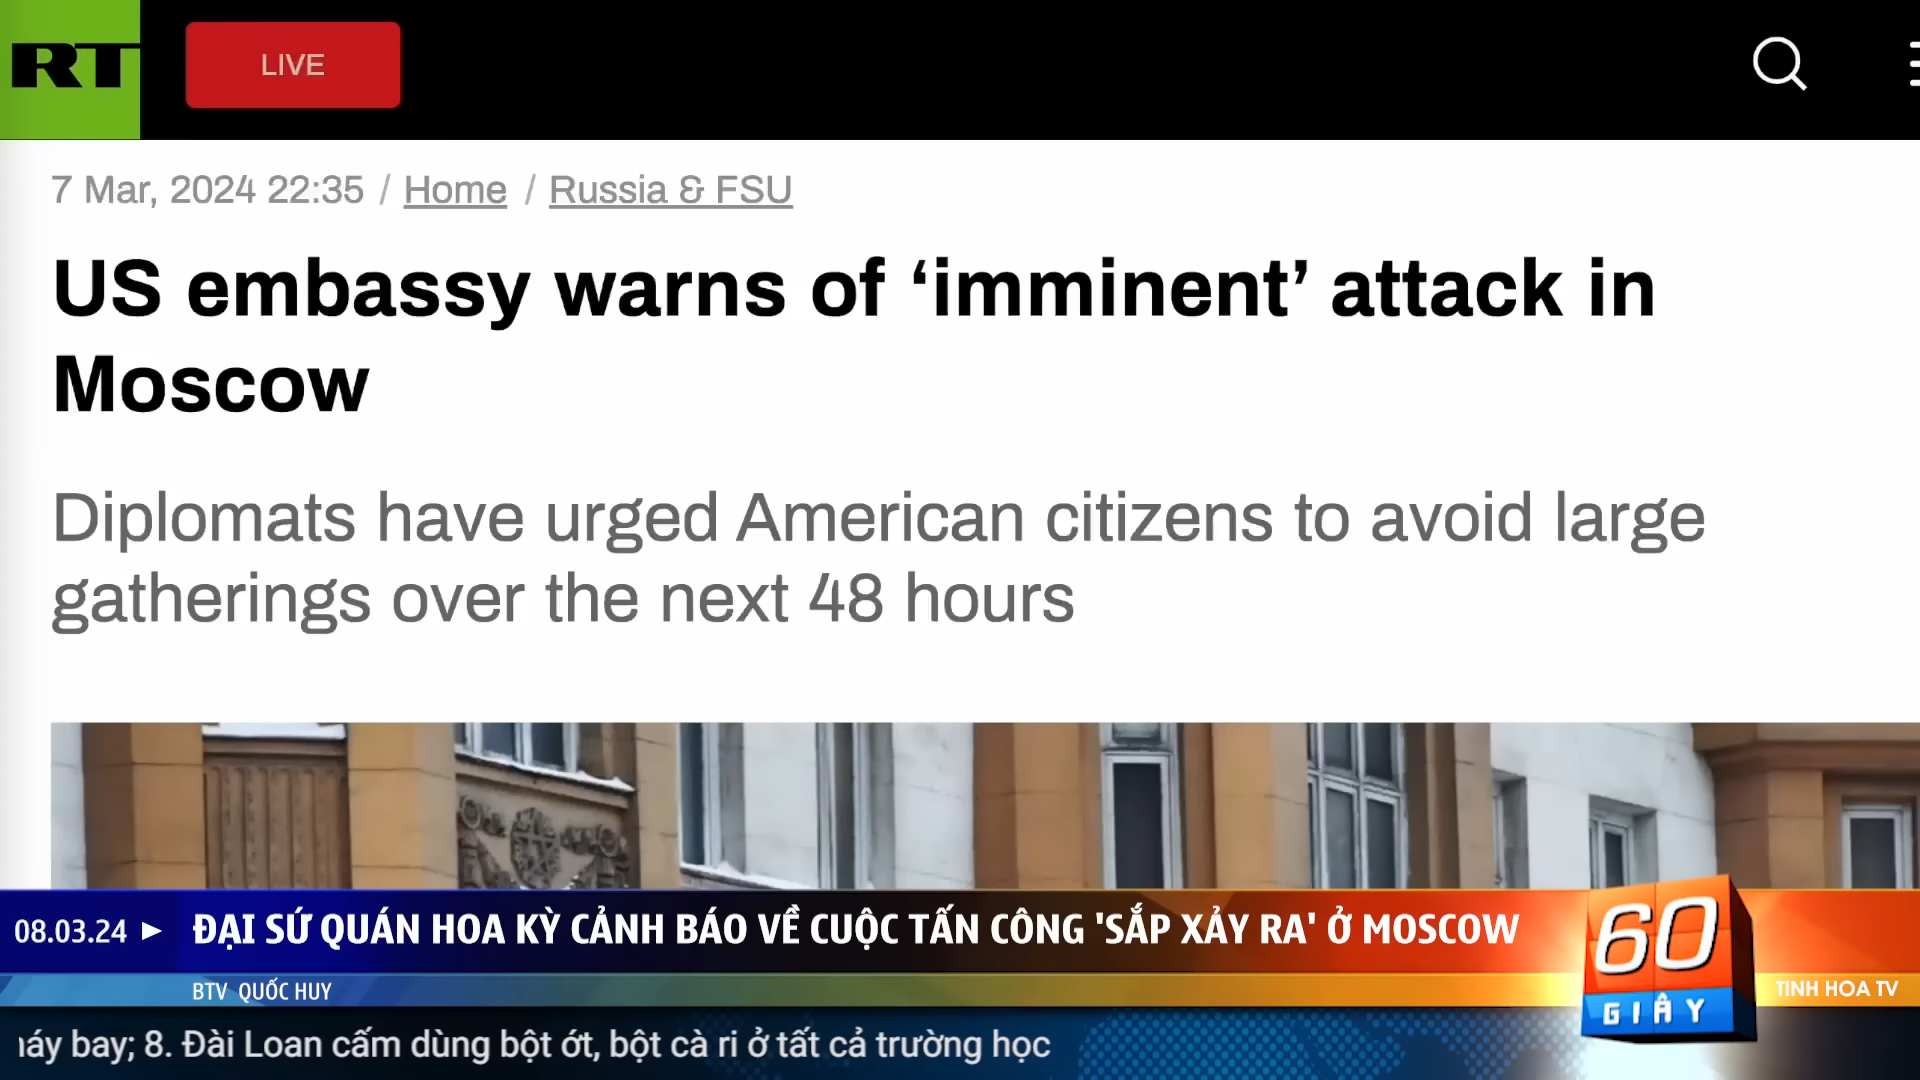 RT
LIVE
7 Mar, 2024 22:35 / Home / Russia & FSU
US embassy warns of ‘imminent’ attack in
Moscow
Diplomats have urged American citizens to avoid large
gatherings over the next 48 hours
08.03.24 ► ĐẠI SỨ QUÁN HOA KỲ CẢNH BÁO VỀ CUỘC TẤN CÔNG 'SẮP XẢY RA' Ở MOSCOW
BTV QUỐC HUY
60
GIÂY
TINH HOA TV
bay; 8. Đài Loan cấm dùng bột ớt, bột cà ri ở tất cả trường học